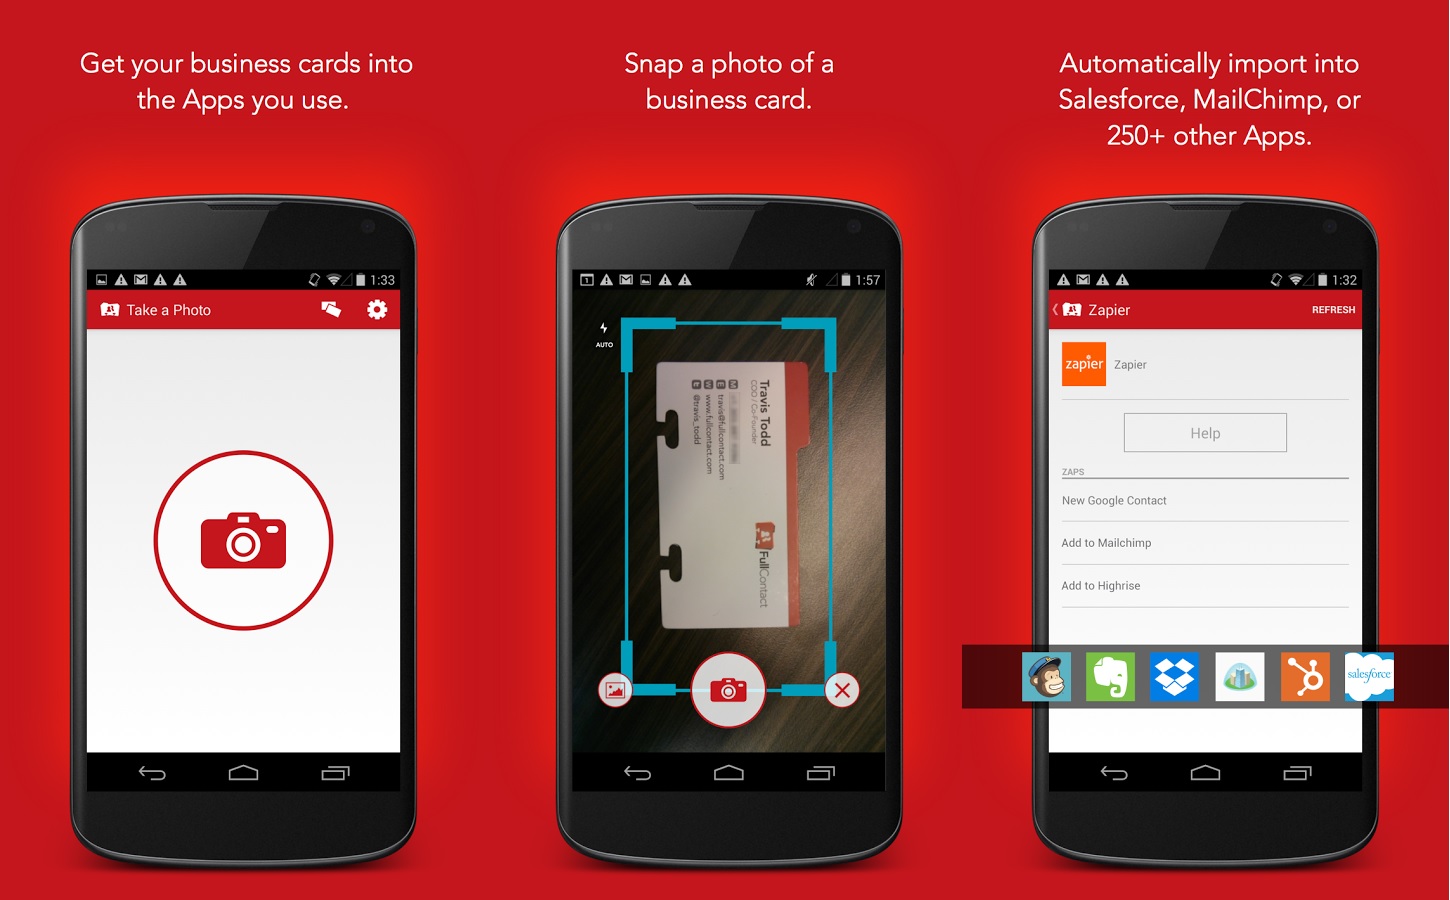 Get your business cards into
the Apps you use.
1:33
Take a Photo
Snap a photo of a
business card.
1
1:57
AUTO
Travis Todd
COO / Co-Founder
M
E travis@fullcontact.com
W www.fullcontact.com
t @travis_todd
FullContact
Automatically import into
Salesforce, MailChimp, or
250+ other Apps.
1:32
Zapier
REFRESH
zapier
Zapier
Help
ZAPS
New Google Contact
Add to Mailchimp
Add to Highrise
salesforce